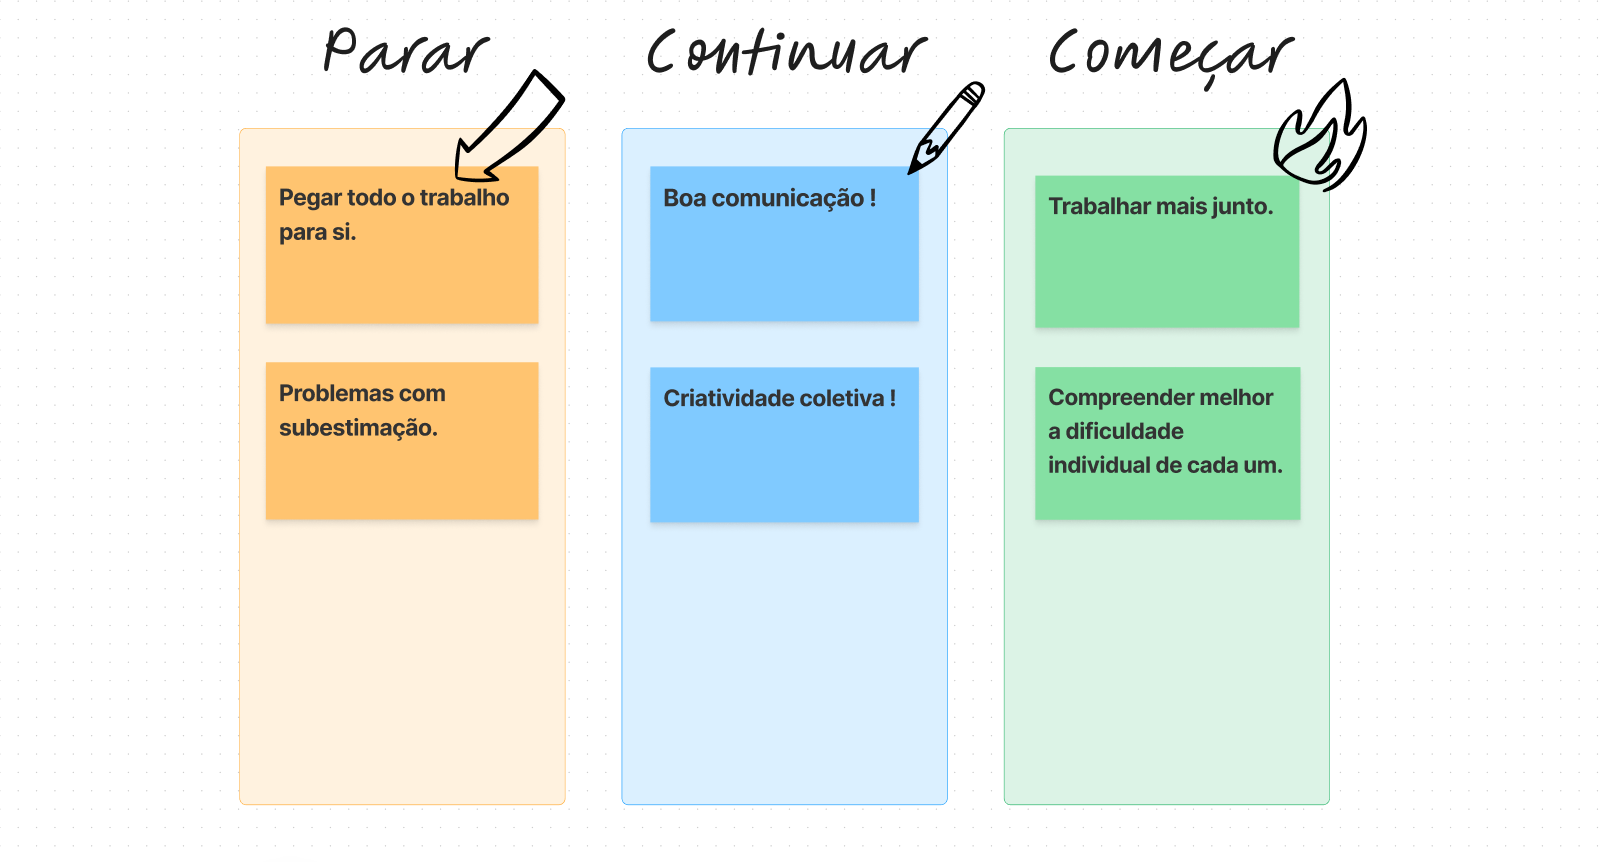 Parar
Continuar
Começar
Pegar todo o trabalho
para si.
Problemas com
subestimação.
Boa comunicação !
Criatividade coletiva !
Trabalhar mais junto.
Compreender melhor
a dificuldade
individual de cada um.